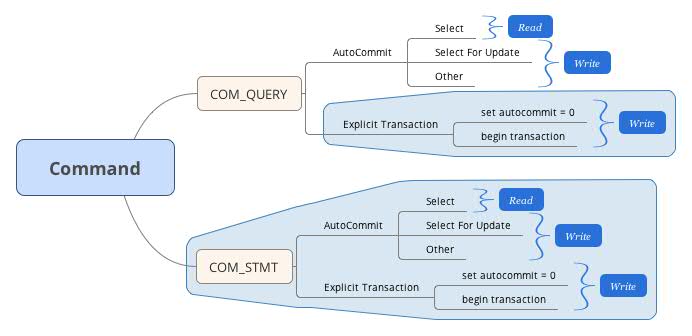 Command
COM_QUERY
AutoCommit
Select
Read
Select For Update
Other
Write
Explicit Transaction
set autocommit = 0
begin transaction
Write
COM_STMT
AutoCommit
Select
Read
Select For Update
Other
Write
Explicit Transaction
set autocommit = 0
begin transaction
Write